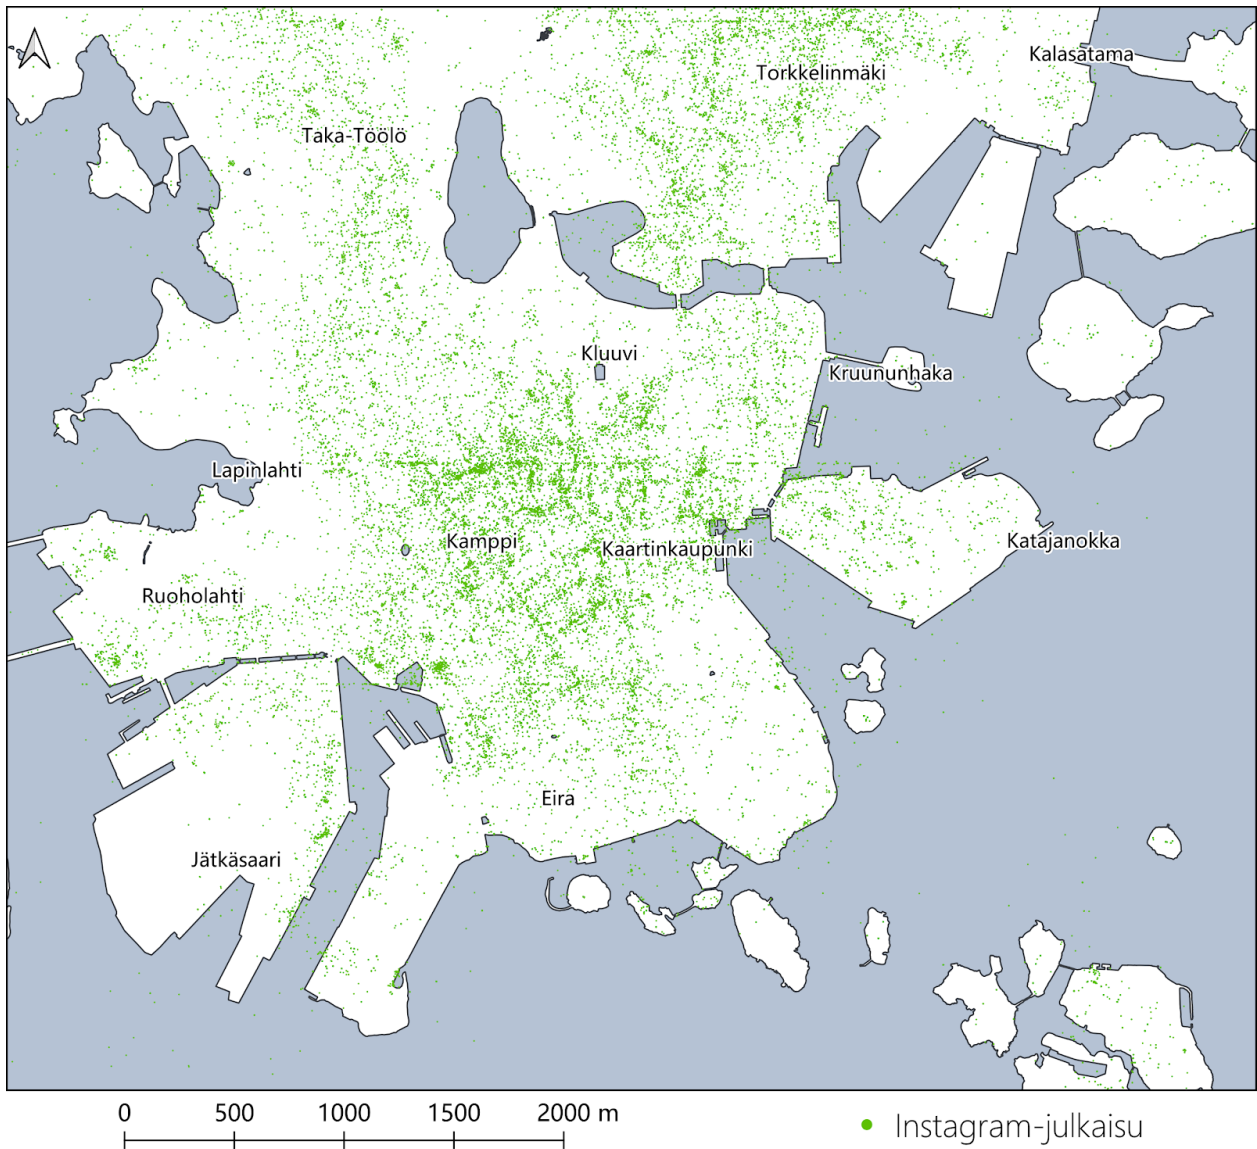 Kalasatama
Torkkelinmäki
Taka-Töölö
Kluuvi
Kruununhaka
Lapinlahti
Kamppi
Kaartinkaupunki
Katajanokka
Ruoholahti
Eira
Jätkäsaari
0 500 1000 1500 2000 m
Instagram-julkaisu